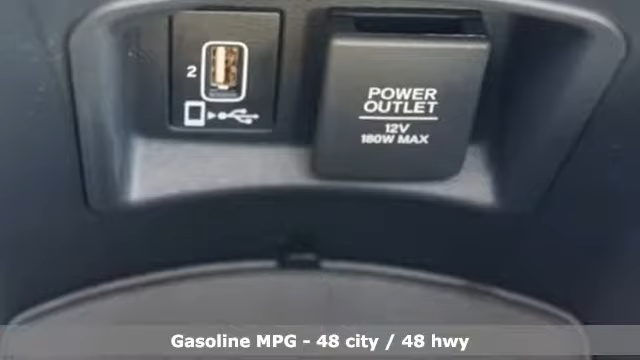 2
POWER
OUTLET
12V
180W MAX
Gasoline MPG - 48 city / 48 hwy